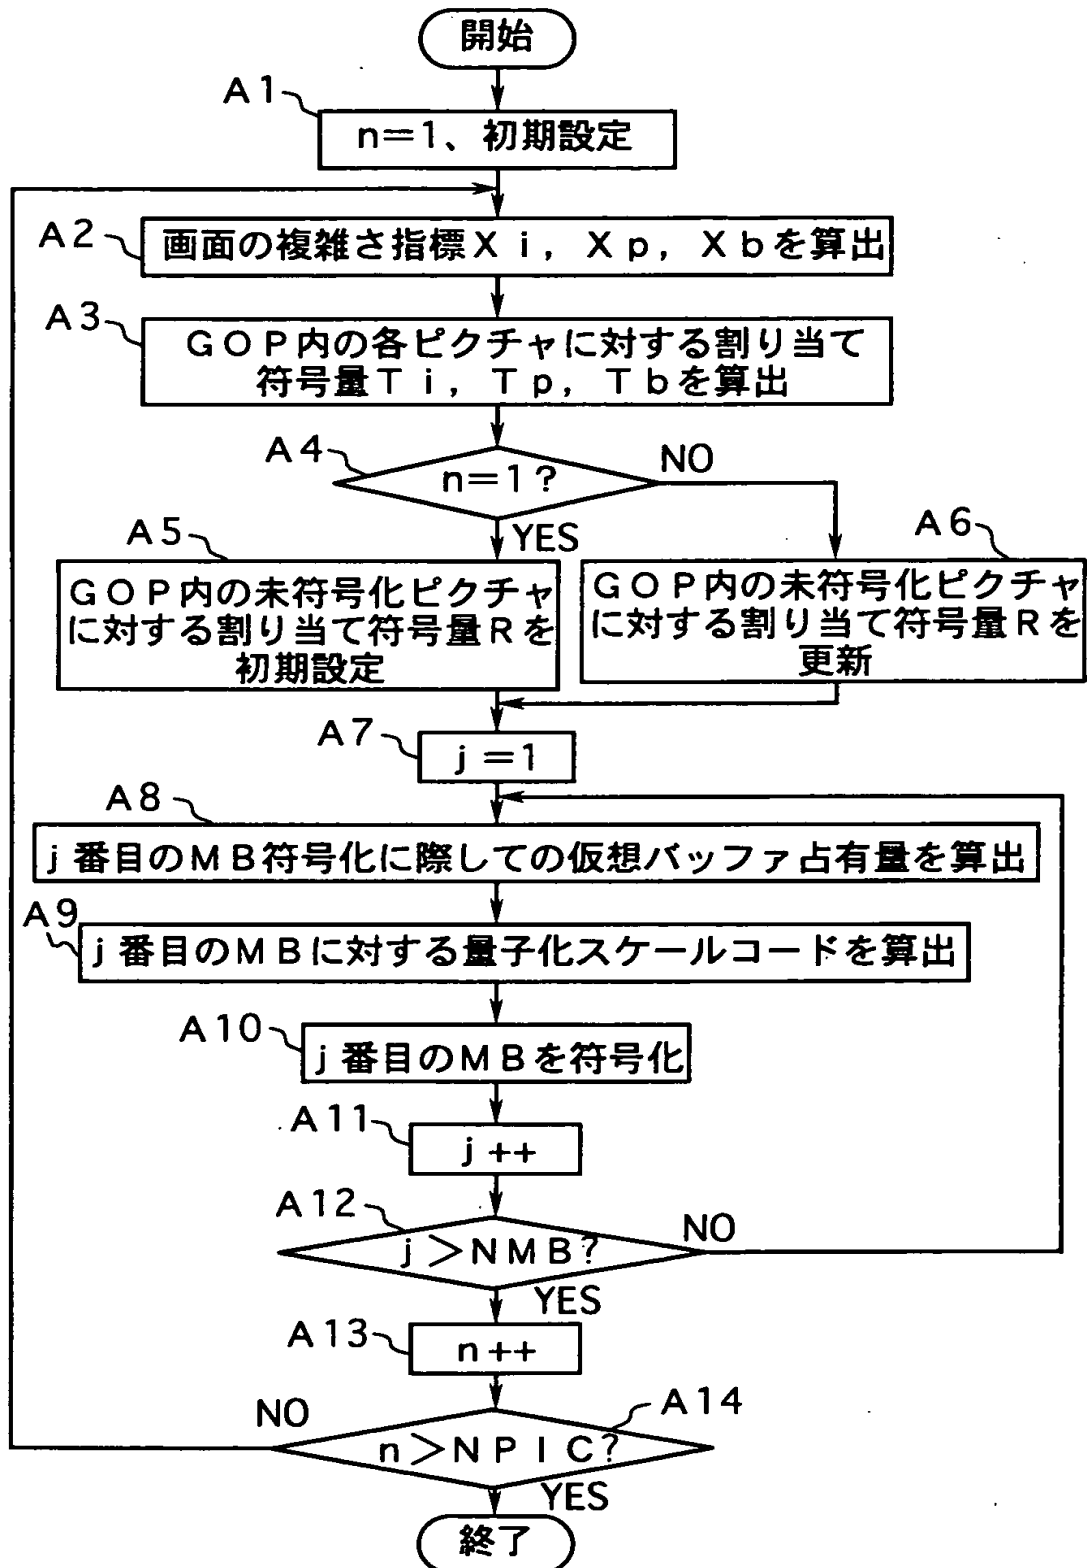 開始
A1
n=1、初期設定
A2
画面の複雑さ指標Xi, Xp, Xbを算出
A3
GOP内の各ピクチャに対する割り当て
符号量Ti, Tp, Tbを算出
A4
n=1?
NO
YES
A5
GOP内の未符号化ピクチャ
に対する割り当て符号量Rを
初期設定
A6
GOP内の未符号化ピクチャ
に対する割り当て符号量Rを
更新
A7
j=1
A8
j番目のMB符号化に際しての仮想バッファ占有量を算出
A9
j番目のMBに対する量子化スケールコードを算出
A10
j番目のMBを符号化
A11
j++
A12
j>NMB?
NO
YES
A13
n++
A14
n>NPIC?
NO
YES
終了